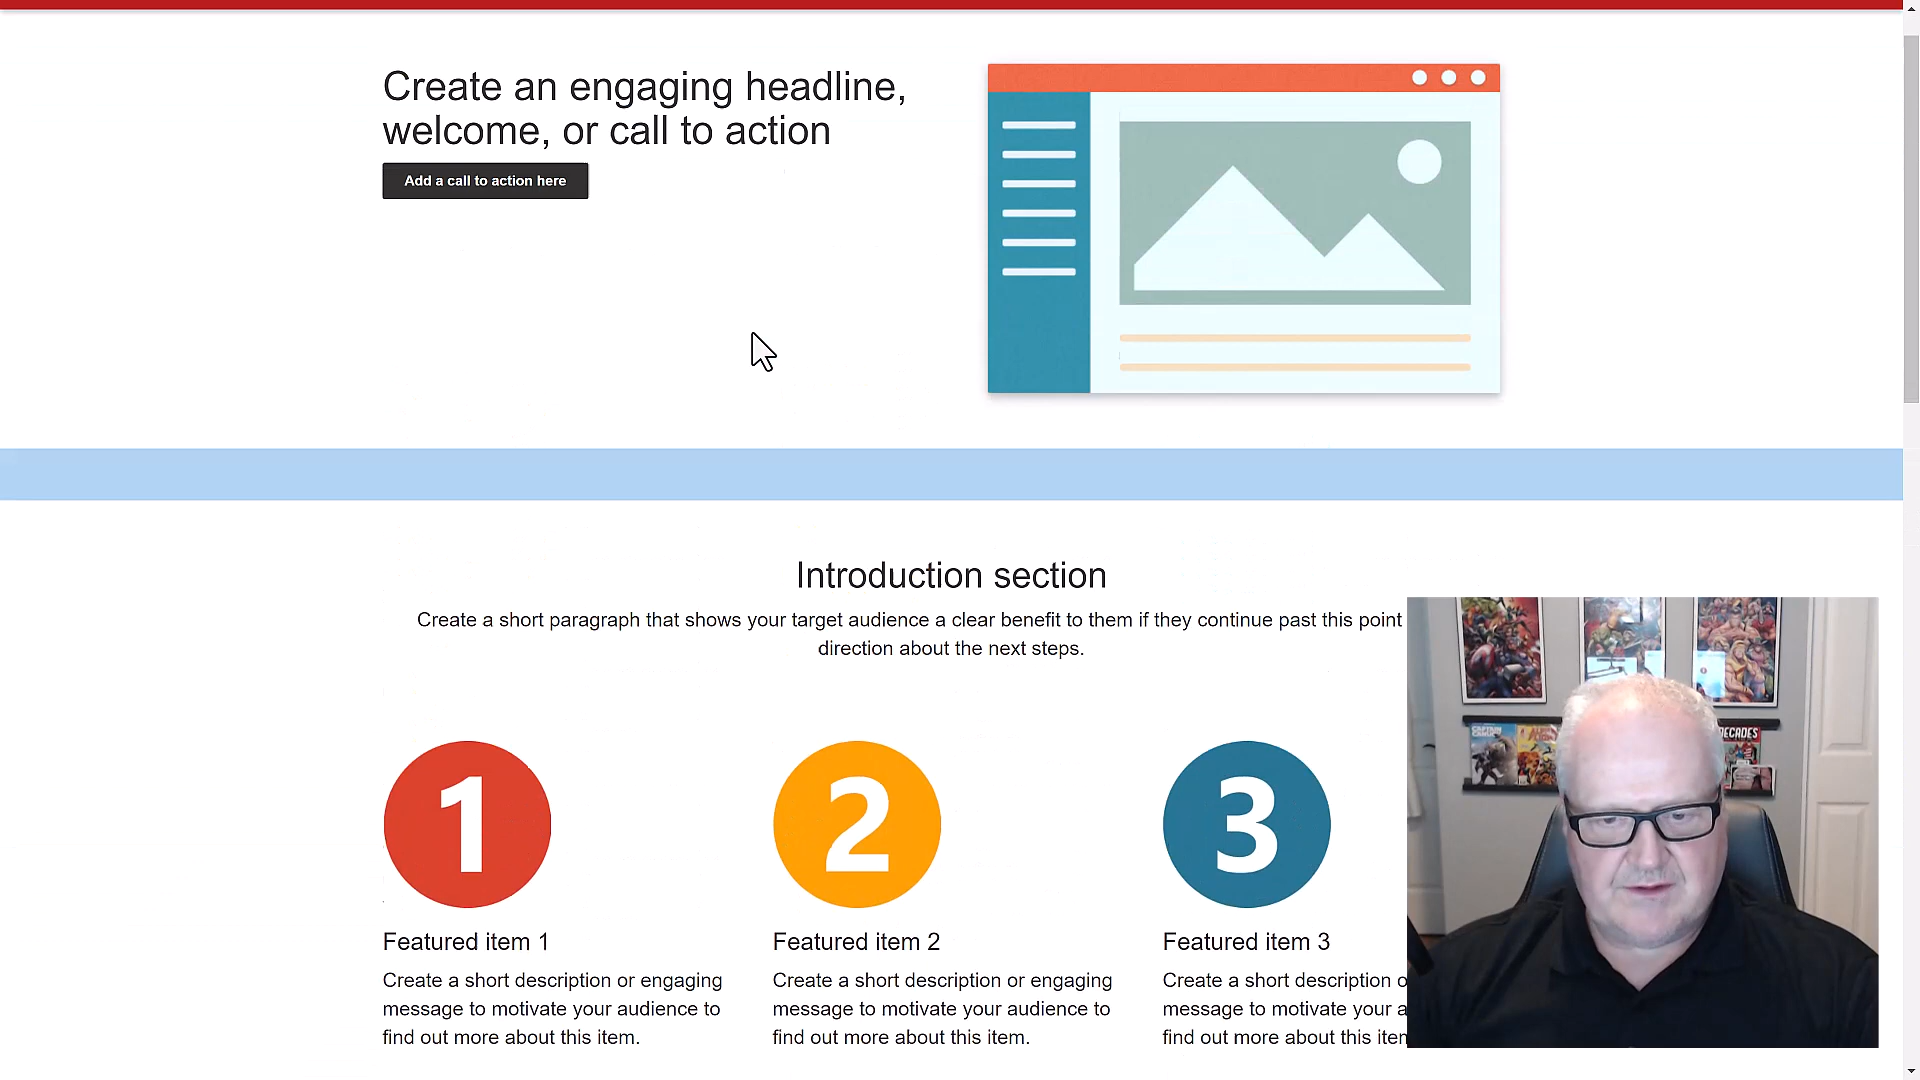 Create an engaging headline,
welcome, or call to action
Add a call to action here
Introduction section
Create a short paragraph that shows your target audience a clear benefit to them if they continue past this point
direction about the next steps.
1
2
3
Featured item 1
Create a short description or engaging
message to motivate your audience to
find out more about this item.
Featured item 2
Create a short description or engaging
message to motivate your audience to
find out more about this item.
Featured item 3
Create a short description o
message to motivate your a
find out more about this iten
CAPTAIN
DECADES